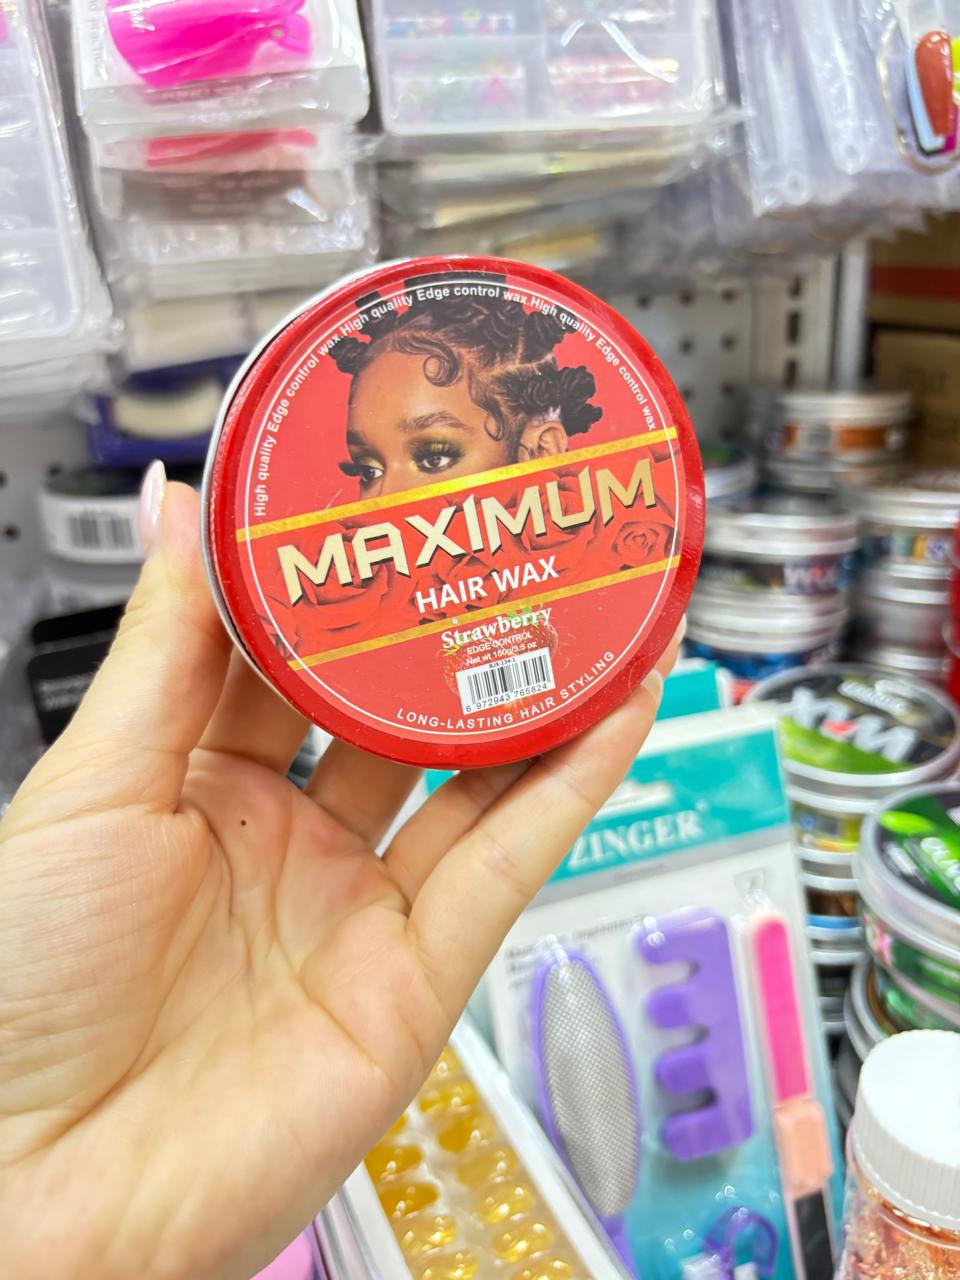 High quality Edge control wax.High quality Edge control wax.High quality Edge control wax
MAXIMUM
HAIR WAX
Strawberry
EDGE CONTROL
Net wt 150g/3.5 oz
6 972943 765824
LONG-LASTING HAIR STYLING
ZINGER
WAX